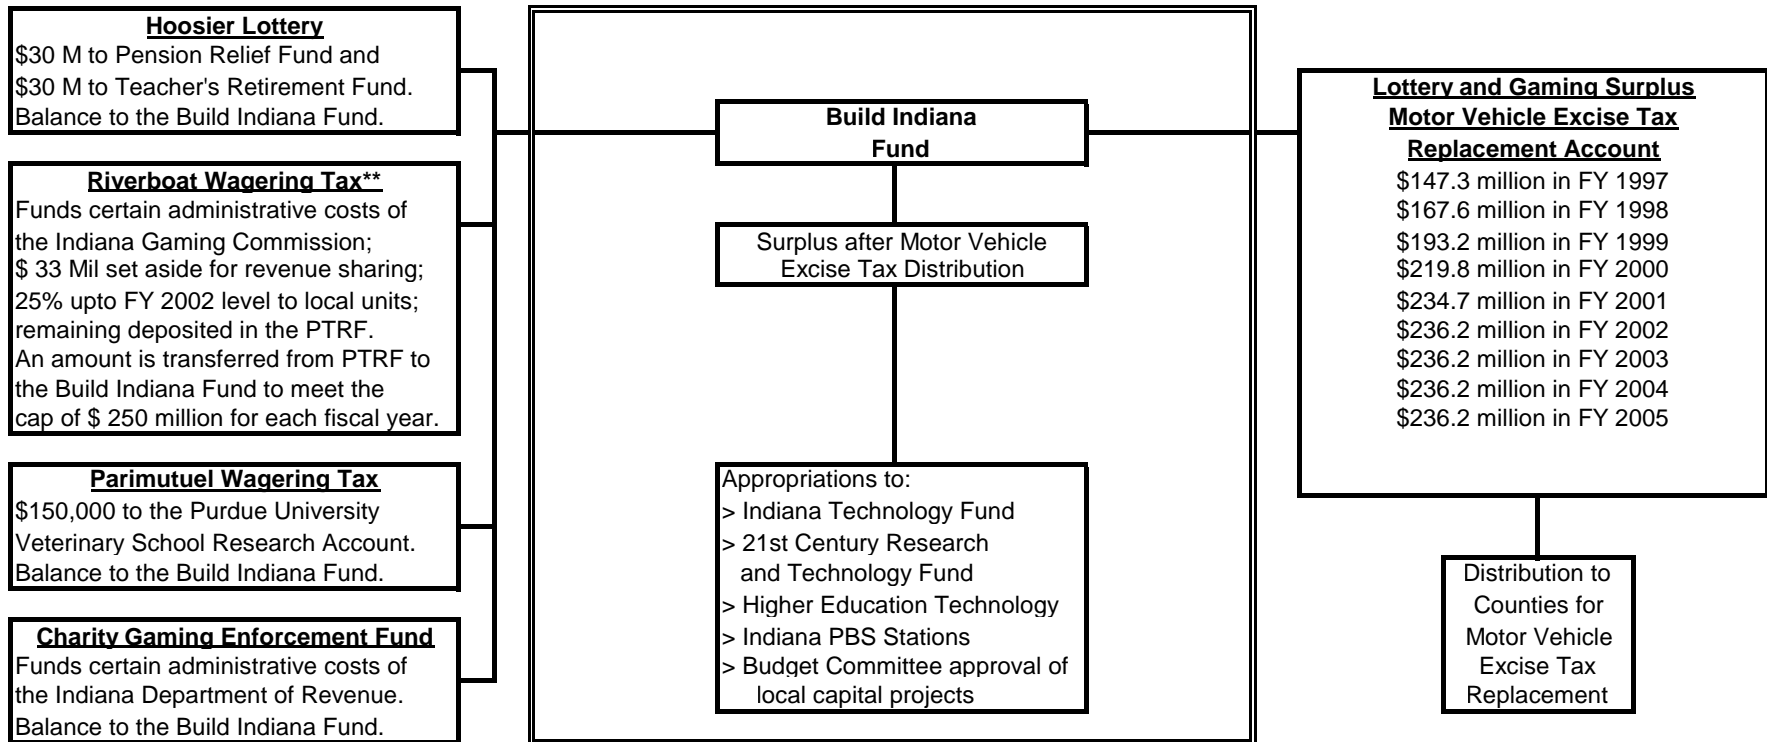 Hoosier Lottery
$30 M to Pension Relief Fund and
$30 M to Teacher's Retirement Fund.
Balance to the Build Indiana Fund.
Riverboat Wagering Tax**
Funds certain administrative costs of
the Indiana Gaming Commission;
$ 33 Mil set aside for revenue sharing;
25% upto FY 2002 level to local units;
remaining deposited in the PTRF.
An amount is transferred from PTRF to
the Build Indiana Fund to meet the
cap of $ 250 million for each fiscal year.
Parimutuel Wagering Tax
$150,000 to the Purdue University
Veterinary School Research Account.
Balance to the Build Indiana Fund.
Charity Gaming Enforcement Fund
Funds certain administrative costs of
the Indiana Department of Revenue.
Balance to the Build Indiana Fund.
Build Indiana
Fund
Surplus after Motor Vehicle
Excise Tax Distribution
Appropriations to:
> Indiana Technology Fund
> 21st Century Research
and Technology Fund
> Higher Education Technology
> Indiana PBS Stations
> Budget Committee approval of
local capital projects
Lottery and Gaming Surplus
Motor Vehicle Excise Tax
Replacement Account
$147.3 million in FY 1997
$167.6 million in FY 1998
$193.2 million in FY 1999
$219.8 million in FY 2000
$234.7 million in FY 2001
$236.2 million in FY 2002
$236.2 million in FY 2003
$236.2 million in FY 2004
$236.2 million in FY 2005
Distribution to
Counties for
Motor Vehicle
Excise Tax
Replacement